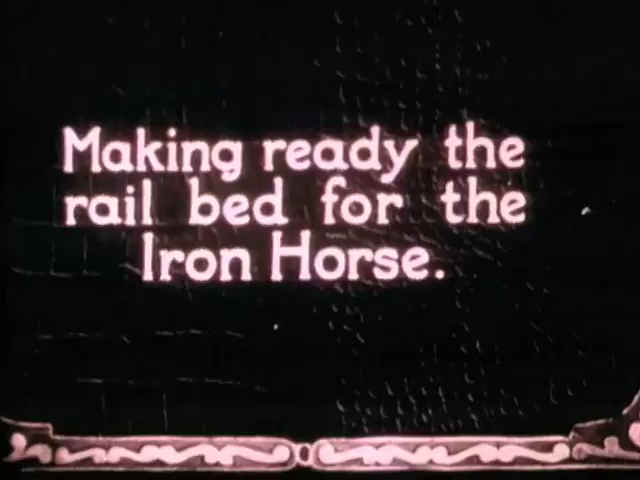 Making ready the
rail bed for the
Iron Horse.